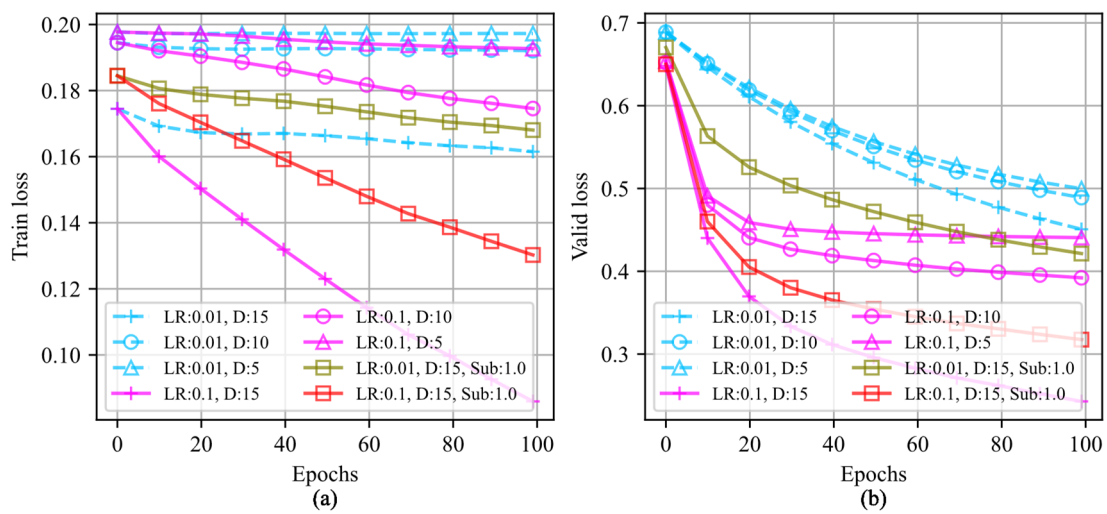 0.20
0.18
0.16
0.14
0.12
0.10
Train loss
LR:0.01, D:15
LR:0.01, D:10
LR:0.01, D:5
LR:0.1, D:15
LR:0.1, D:10
LR:0.1, D:5
LR:0.01, D:15, Sub:1.0
LR:0.1, D:15, Sub:1.0
0 20 40 60 80 100
Epochs
(a)
0.7
0.6
0.5
0.4
0.3
Valid loss
LR:0.01, D:15
LR:0.01, D:10
LR:0.01, D:5
LR:0.1, D:15
LR:0.1, D:10
LR:0.1, D:5
LR:0.01, D:15, Sub:1.0
LR:0.1, D:15, Sub:1.0
0 20 40 60 80 100
Epochs
(b)